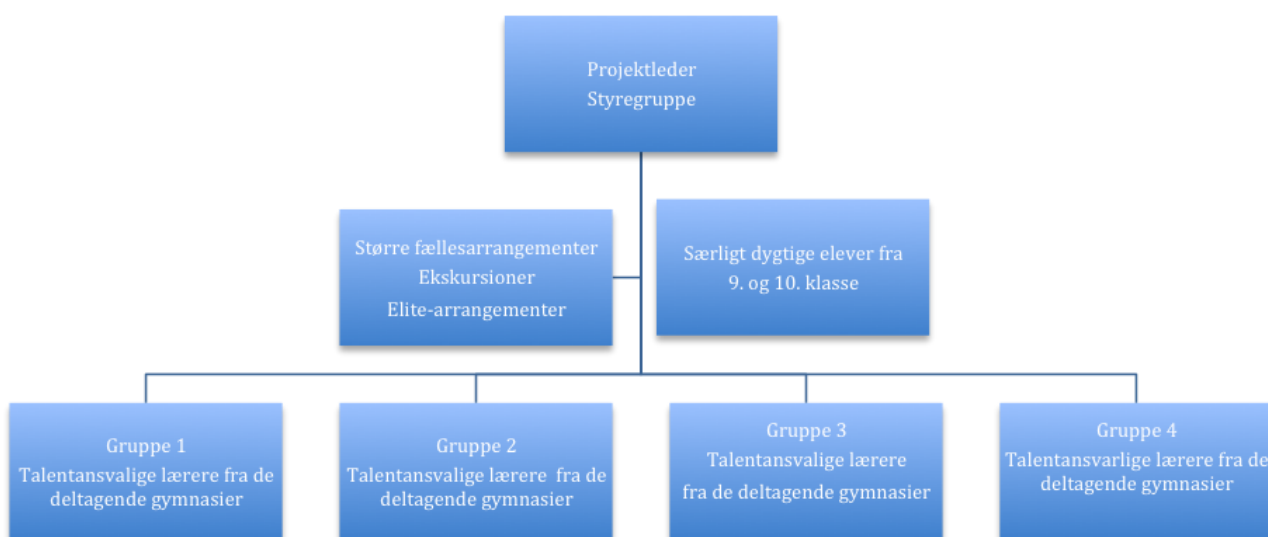 Projektleder
Styregruppe
Større fællesarrangementer
Ekskursioner
Elite-arrangementer
Særligt dygtige elever fra
9. og 10. klasse
Gruppe 1
Talentansvalige lærere fra de
deltagende gymnasier
Gruppe 2
Talentansvalige lærere fra de
deltagende gymnasier
Gruppe 3
Talentansvalige lærere
fra de deltagende gymnasier
Gruppe 4
Talentansvarlige lærere fra de
deltagende gymnasier